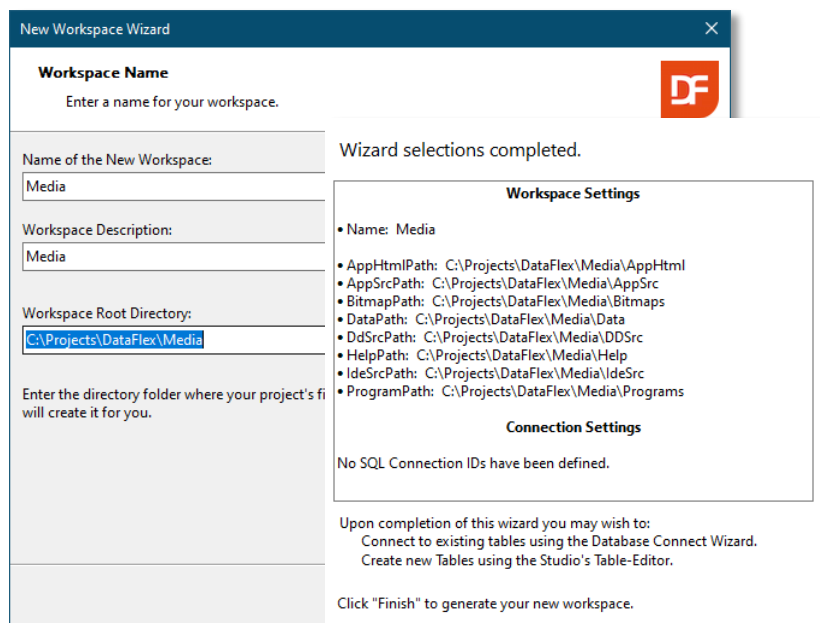 New Workspace Wizard
Workspace Name
Enter a name for your workspace.
DF
Name of the New Workspace:
Media
Workspace Description:
Media
Workspace Root Directory:
C:\Projects\DataFlex\Media
Enter the directory folder where your project's fi
will create it for you.
Wizard selections completed.
Workspace Settings
• Name: Media
• AppHtmlPath: C:\Projects\DataFlex\Media\AppHtml
• AppSrcPath: C:\Projects\DataFlex\Media\AppSrc
• BitmapPath: C:\Projects\DataFlex\Media\Bitmaps
• DataPath: C:\Projects\DataFlex\Media\Data
• DdSrcPath: C:\Projects\DataFlex\Media\DDSrc
• HelpPath: C:\Projects\DataFlex\Media\Help
• IdeSrcPath: C:\Projects\DataFlex\Media\IdeSrc
• ProgramPath: C:\Projects\DataFlex\Media\Programs
Connection Settings
No SQL Connection IDs have been defined.
Upon completion of this wizard you may wish to:
Connect to existing tables using the Database Connect Wizard.
Create new Tables using the Studio's Table-Editor.
Click "Finish" to generate your new workspace.